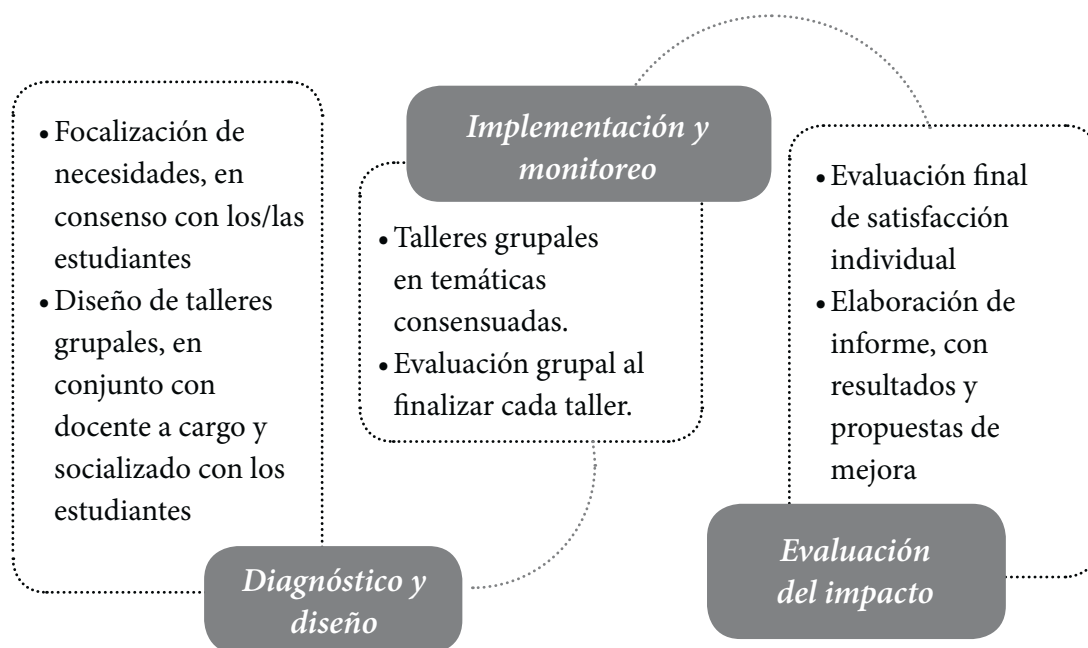 • Focalización de
necesidades, en
consenso con los/las
estudiantes
• Diseño de talleres
grupales, en
conjunto con
docente a cargo y
socializado con los
estudiantes
Diagnóstico y
diseño
Implementación y
monitoreo
• Talleres grupales
en temáticas
consensuadas.
• Evaluación grupal al
finalizar cada taller.
• Evaluación final
de satisfacción
individual
• Elaboración de
informe, con
resultados y
propuestas de
mejora
Evaluación
del impacto